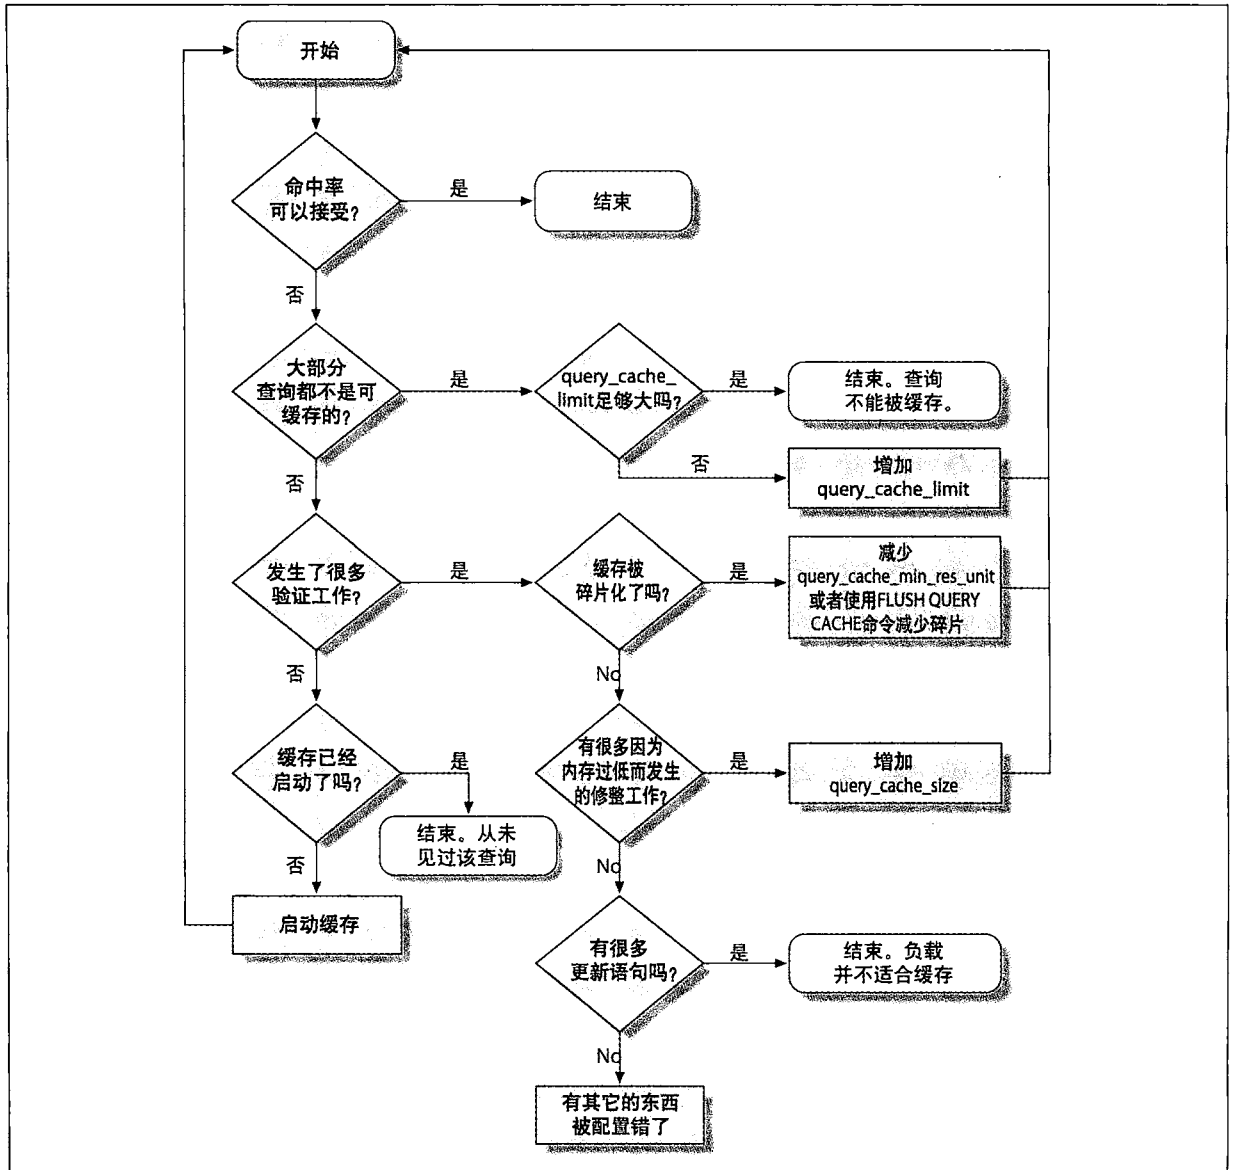 开始
命中率
可以接受?
是
结束
否
大部分
查询都不是可
缓存的?
是
query_cache_
limit足够大吗?
是
结束。查询
不能被缓存。
否
增加
query_cache_limit
否
发生了很多
验证工作?
是
缓存被
碎片化了吗?
是
减少
query_cache_min_res_unit
或者使用FLUSH QUERY
CACHE命令减少碎片
否
No
缓存已经
启动了吗?
是
结束。从未
见过该查询
有很多因为
内存过低而发生
的修整工作?
是
增加
query_cache_size
否
No
启动缓存
有很多
更新语句吗?
是
结束。负载
并不适合缓存
No
有其它的东西
被配置错了